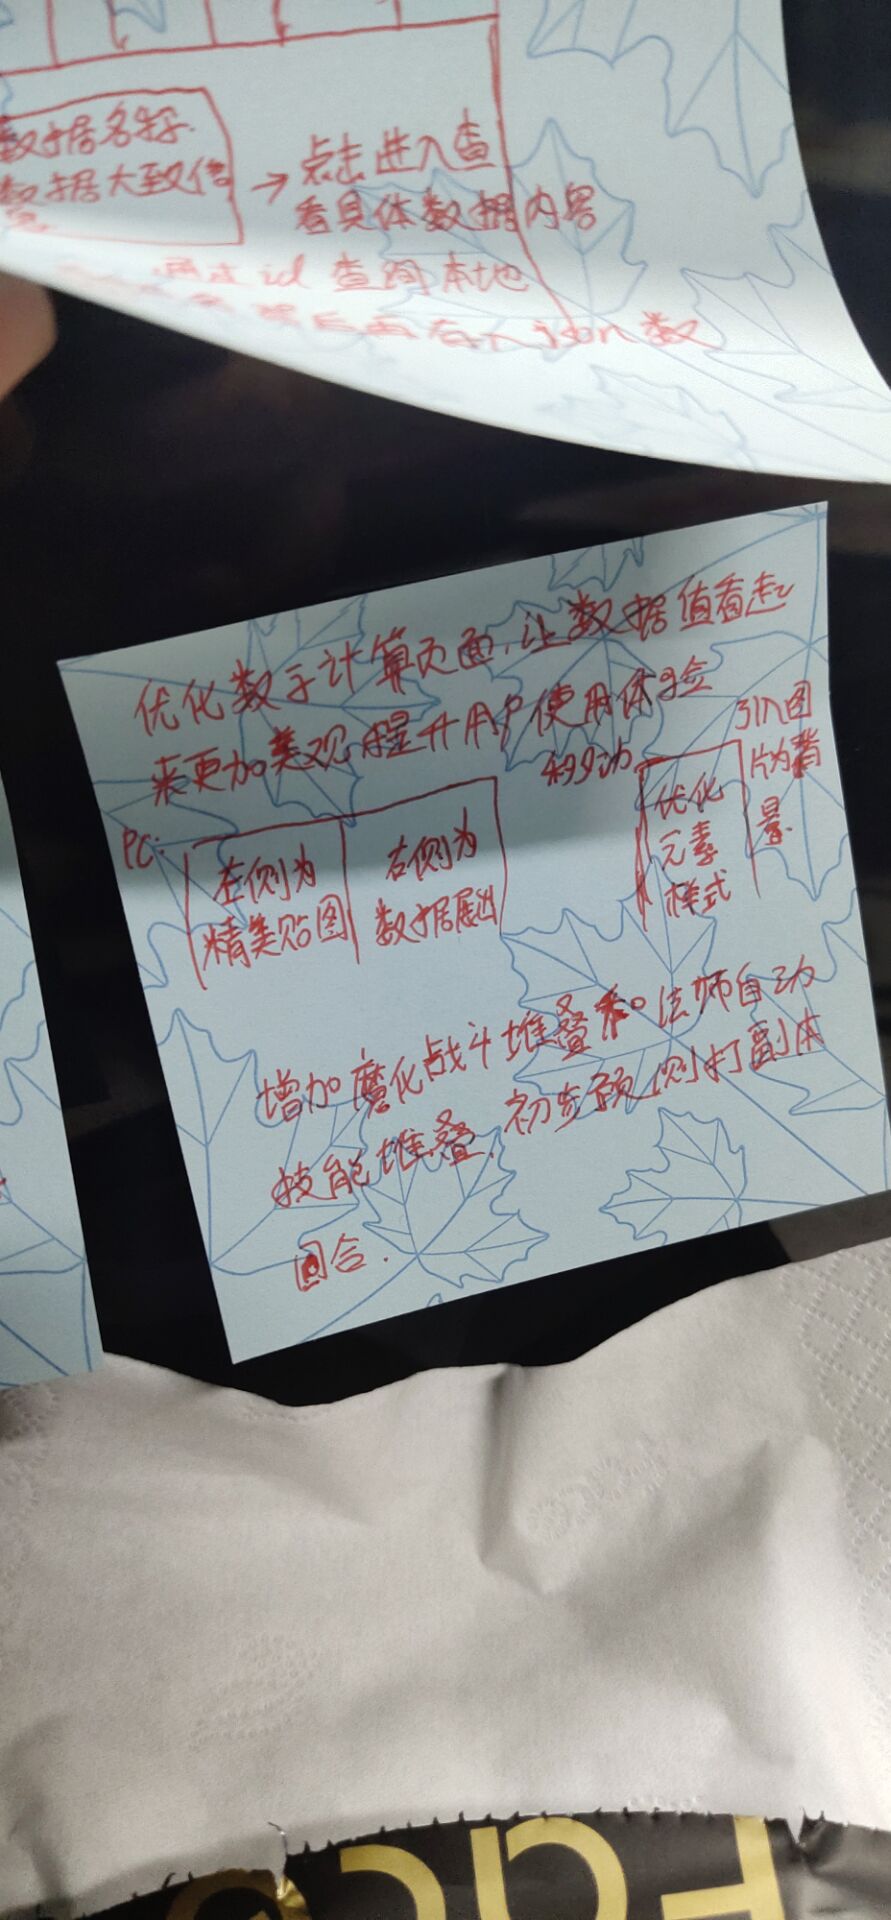 数据名称
数据大致信
息
→点击进入查
看具体数据内容
通过id查询本地
存入json数
优化数字计算页面,让数据值看起
来更加美观,提升用户使用体验
PC:
左侧为
精美贴图
右侧为
数据展出
移动
优化
元素
样式
引入图
片为背
景
增加魔化战斗堆叠和法师自动
技能堆叠.初步预测打副本
回合.
Face